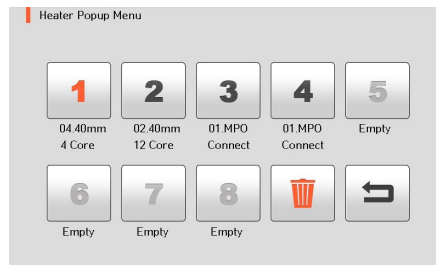 Heater Popup Menu
1 2 3 4 5
04.40mm 02.40mm 01.MPO 01.MPO Empty
4 Core 12 Core Connect Connect
6 7 8
Empty Empty Empty